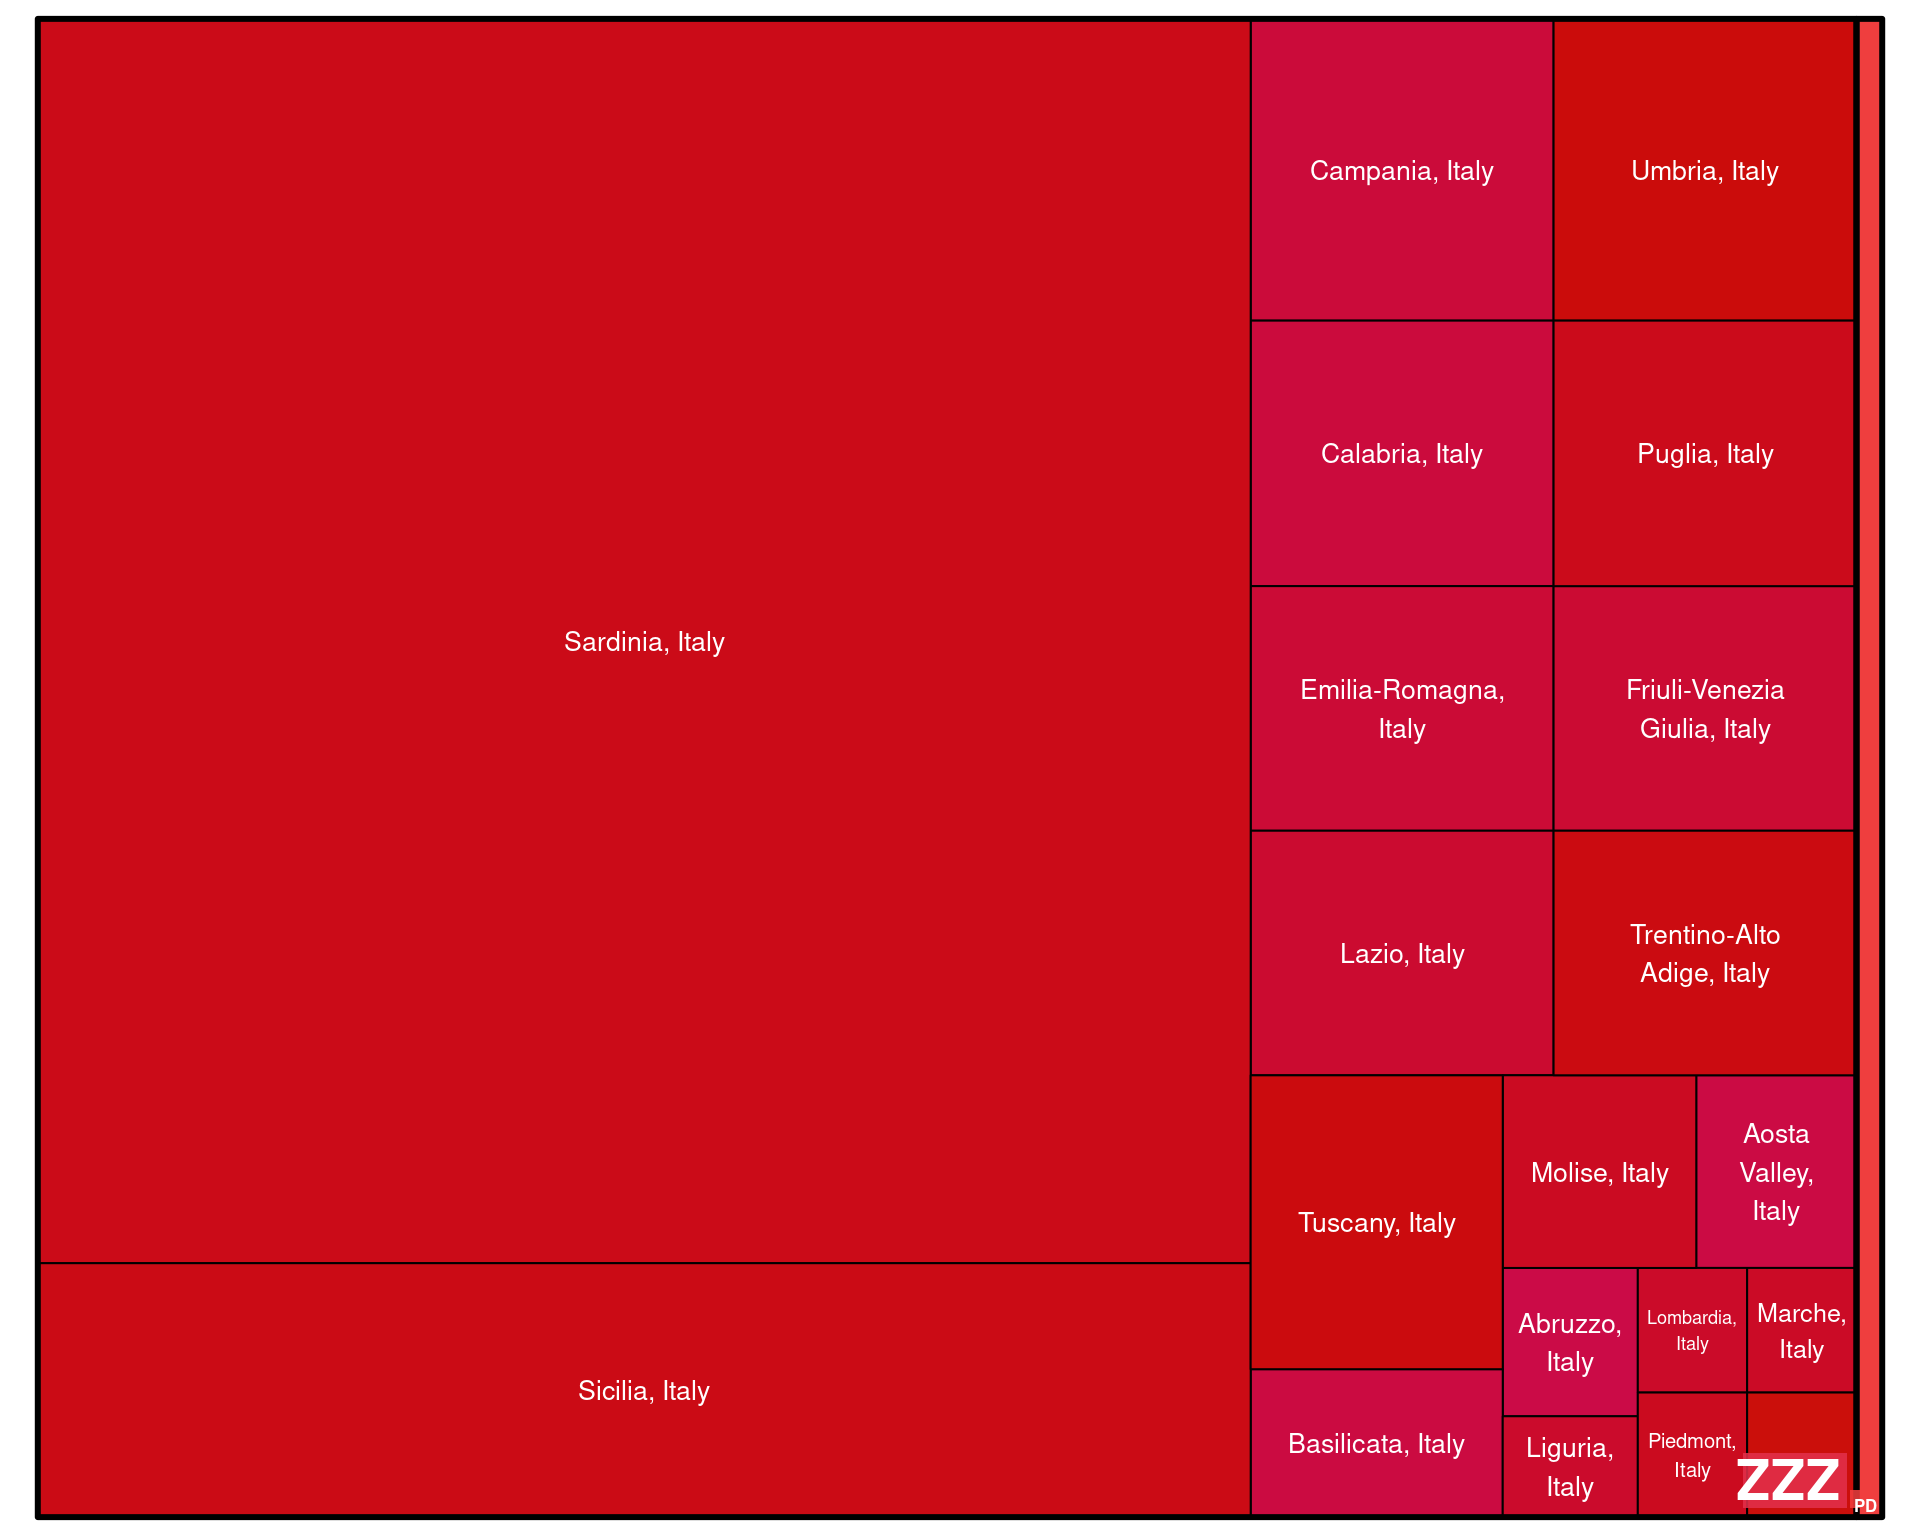 Campania, Italy
Umbria, Italy
Calabria, Italy
Puglia, Italy
Sardinia, Italy
Emilia-Romagna,
Italy
Friuli-Venezia
Giulia, Italy
Lazio, Italy
Trentino-Alto
Adige, Italy
Tuscany, Italy
Molise, Italy
Aosta
Valley,
Italy
Sicilia, Italy
Basilicata, Italy
Abruzzo,
Italy
Lombardia,
Italy
Marche,
Italy
Liguria,
Italy
Piedmont,
Italy
ZZZ
PD